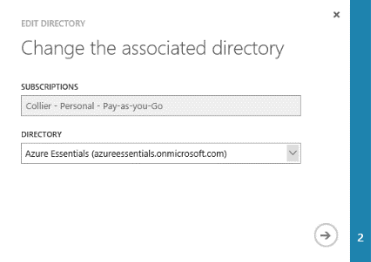 EDIT DIRECTORY
Change the associated directory
SUBSCRIPTIONS
Collier - Personal - Pay-as-you-Go
DIRECTORY
Azure Essentials (azureessentials.onmicrosoft.com)
2